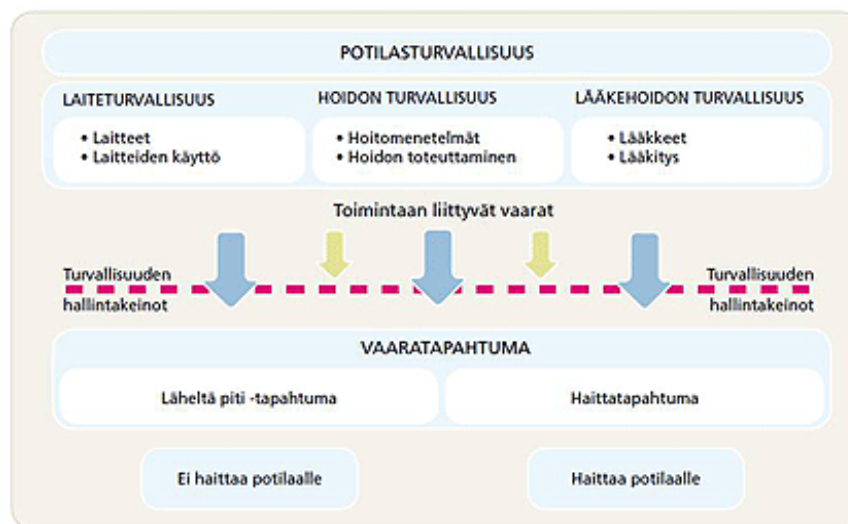 POTILASTURVALLISUUS
LAITETURVALLISUUS
• Laitteet
• Laitteiden käyttö
HOIDON TURVALLISUUS
• Hoitomenetelmät
• Hoidon toteuttaminen
LÄÄKEHOIDON TURVALLISUUS
• Lääkkeet
• Lääkitys
Toimintaan liittyvät vaarat
Turvallisuuden
hallintakeinot
Turvallisuuden
hallintakeinot
VAARATAPAHTUMA
Läheltä piti -tapahtuma
Haittatapahtuma
Ei haittaa potilaalle
Haittaa potilaalle